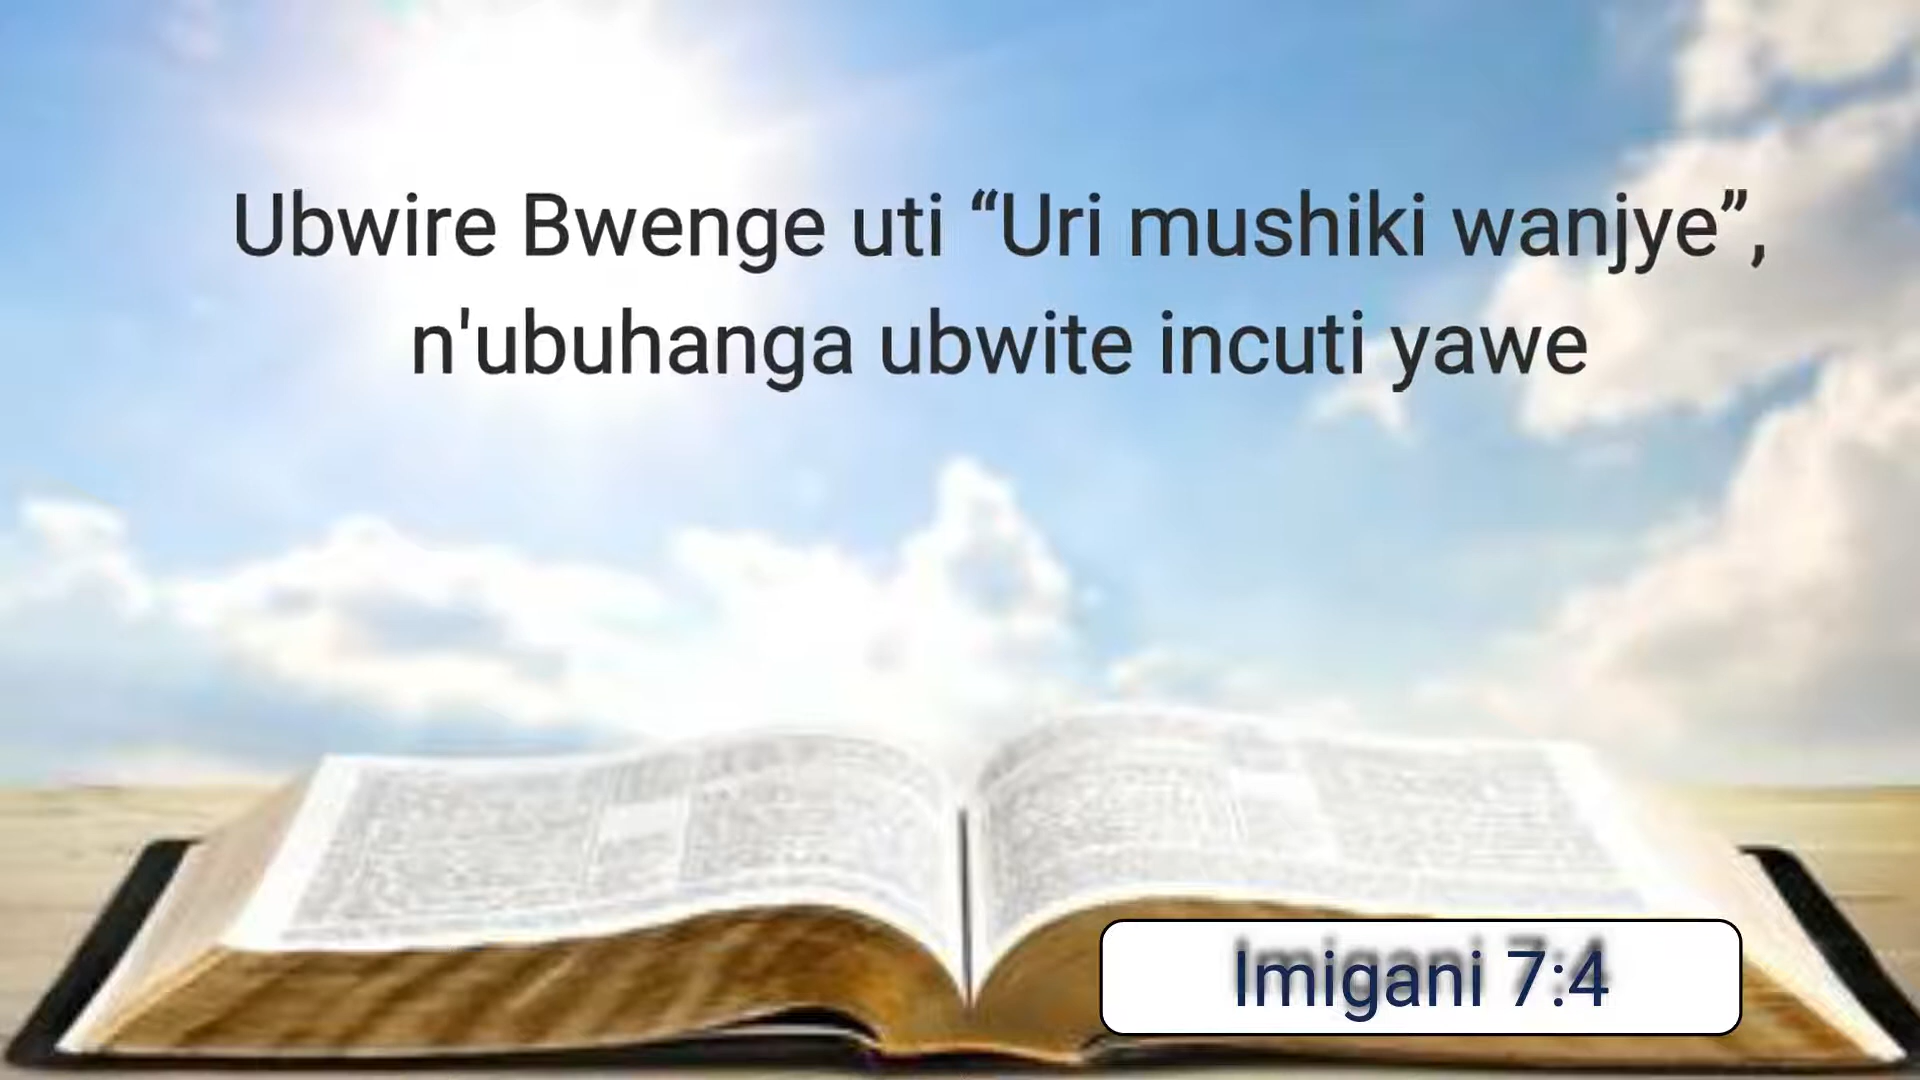 Ubwire Bwenge uti “Uri mushiki wanjye”,
n'ubuhanga ubwite incuti yawe
Imigani 7:4